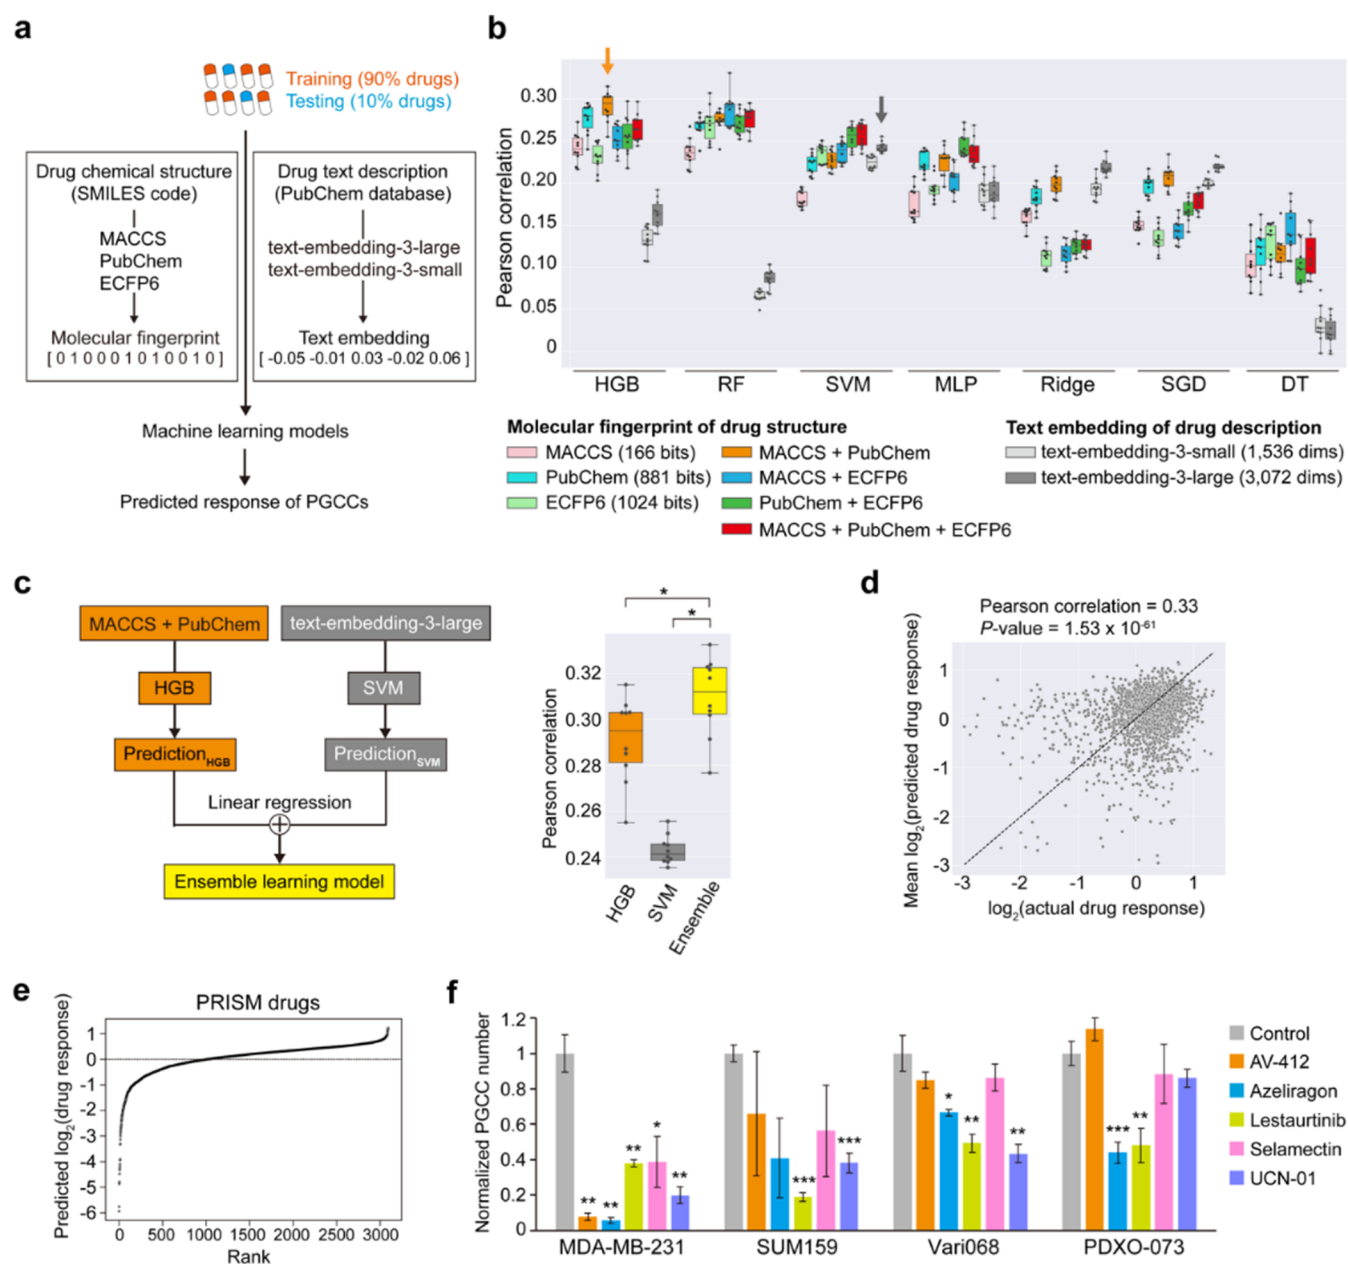 a
Training (90% drugs)
Testing (10% drugs)
Drug chemical structure
(SMILES code)
MACCS
PubChem
ECFP6
Molecular fingerprint
[ 0 1 0 0 0 1 0 1 0 0 1 0 ]
Drug text description
(PubChem database)
text-embedding-3-large
text-embedding-3-small
Text embedding
[ -0.05 -0.01 0.03 -0.02 0.06 ]
Machine learning models
Predicted response of PGCCs
b
Pearson correlation
0.30
0.25
0.20
0.15
0.10
0.05
0
HGB RF SVM MLP Ridge SGD DT
Molecular fingerprint of drug structure
MACCS (166 bits)
PubChem (881 bits)
ECFP6 (1024 bits)
MACCS + PubChem
MACCS + ECFP6
PubChem + ECFP6
MACCS + PubChem + ECFP6
Text embedding of drug description
text-embedding-3-small (1,536 dims)
text-embedding-3-large (3,072 dims)
c
MACCS + PubChem
text-embedding-3-large
HGB
SVM
PredictionHGB
PredictionSVM
Linear regression
Ensemble learning model
*
*
Pearson correlation
0.32
0.30
0.28
0.26
0.24
HGB
SVM
Ensemble
d
Pearson correlation = 0.33
P-value = 1.53 x 10-61
Mean log2(predicted drug response)
1
0
-1
-2
-3
-3 -2 -1 0 1
log2(actual drug response)
e
PRISM drugs
Predicted log2(drug response)
1
0
-1
-2
-3
-4
-5
-6
0 500 1000 1500 2000 2500 3000
Rank
f
Normalized PGCC number
1.2
1
0.8
0.6
0.4
0.2
0
** ** ** * **
*** ***
* ** **
*** **
MDA-MB-231 SUM159 Vari068 PDXO-073
Control
AV-412
Azeliragon
Lestaurtinib
Selamectin
UCN-01